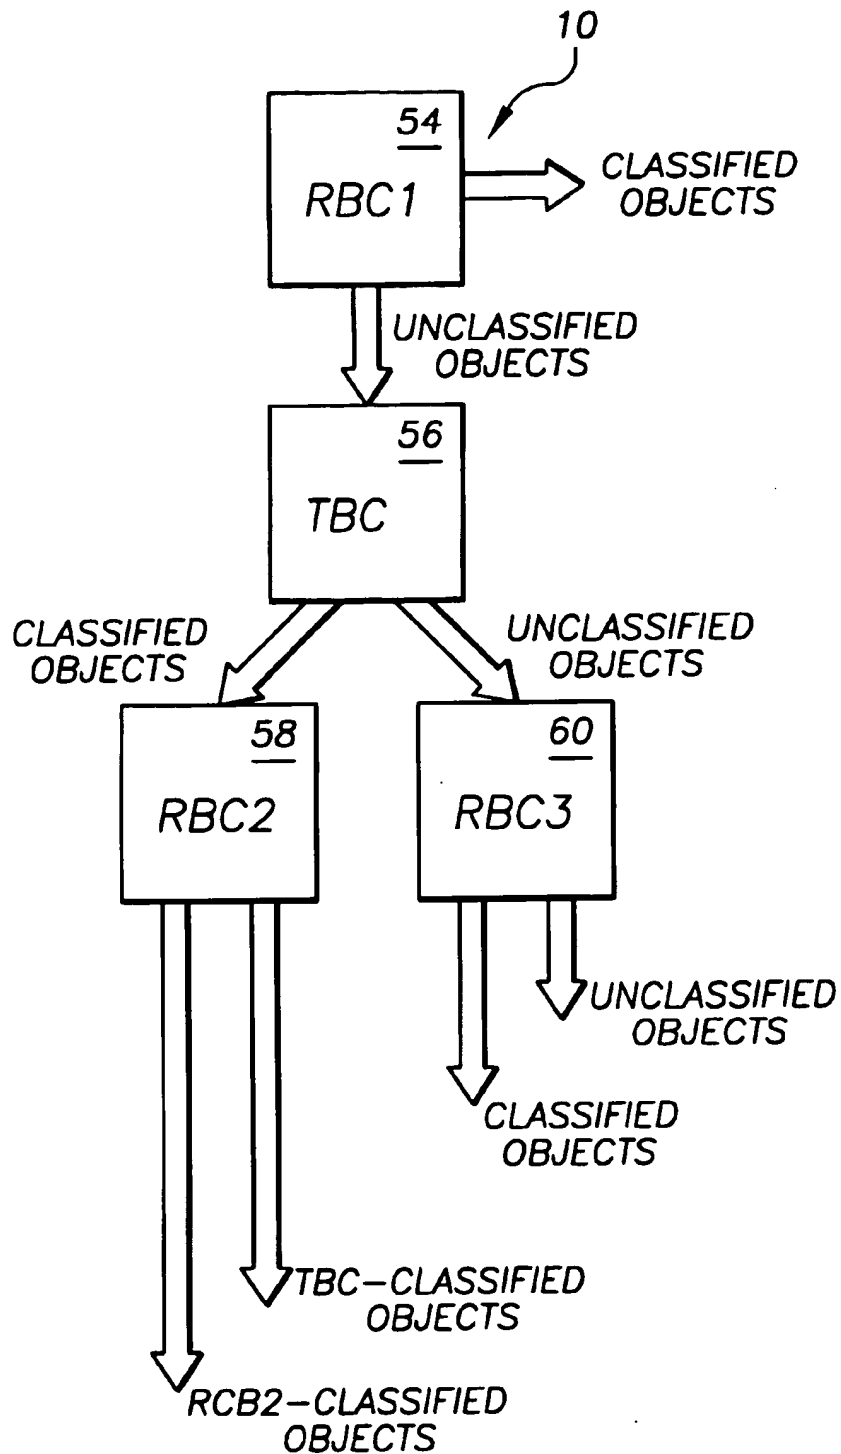 10
54
RBC1
CLASSIFIED
OBJECTS
UNCLASSIFIED
OBJECTS
56
TBC
CLASSIFIED
OBJECTS
UNCLASSIFIED
OBJECTS
58
RBC2
60
RBC3
UNCLASSIFIED
OBJECTS
CLASSIFIED
OBJECTS
TBC-CLASSIFIED
OBJECTS
RCB2-CLASSIFIED
OBJECTS